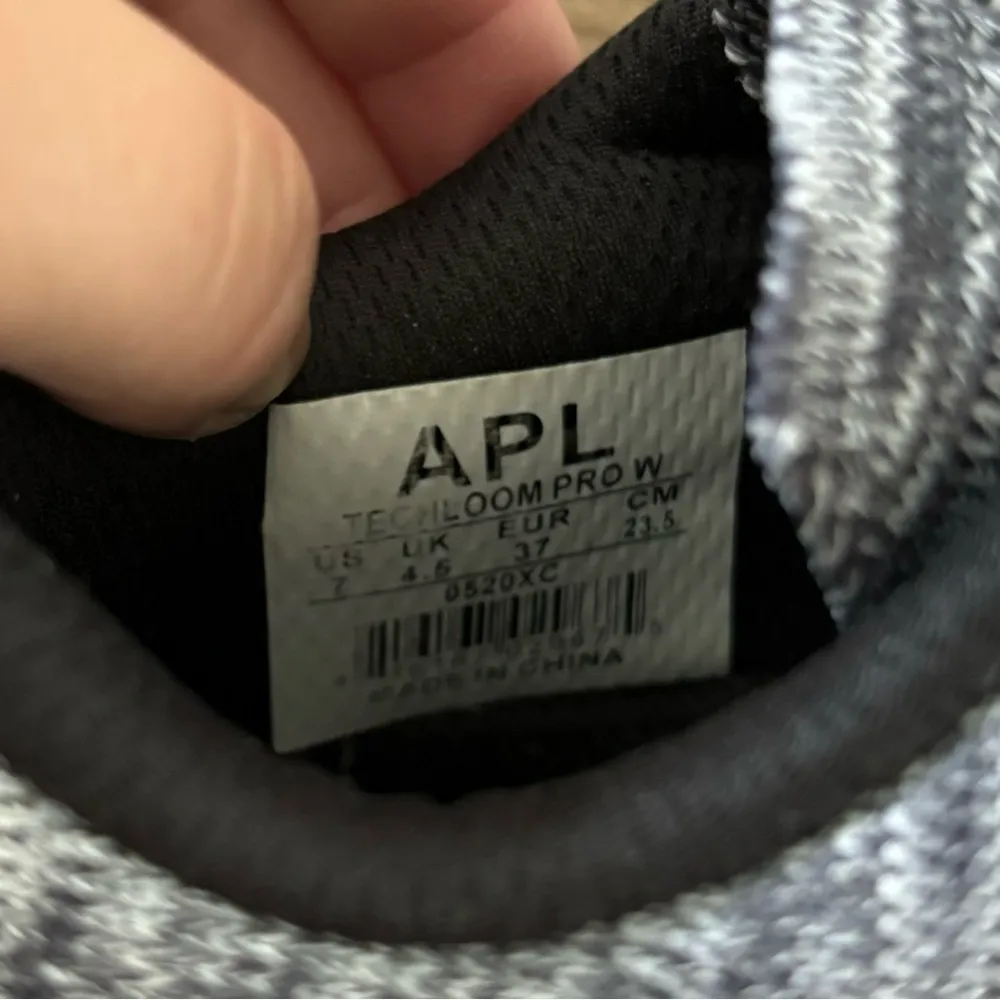 APL
TECHLOOM PRO W
US UK EUR CM
7 4.5 37 23.5
0520XC
MADE IN CHINA